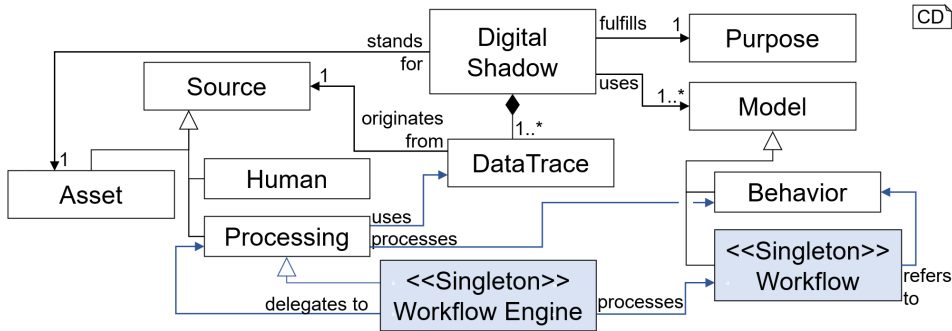 CD
Digital
Shadow
fulfills
1
Purpose
stands
for
uses
1..*
Model
Source
1
originates
from
1..*
DataTrace
1
Asset
Human
Behavior
uses
processes
Processing
<<Singleton>>
Workflow
refers
to
<<Singleton>>
Workflow Engine
delegates to
processes